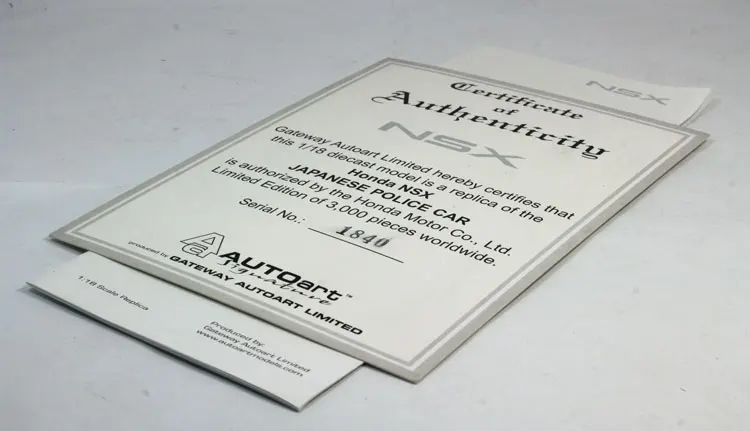 NSX
Certificate
of
Authenticity
NSX
Gateway Autoart Limited hereby certifies that
this 1/18 diecast model is a replica of the
Honda NSX
JAPANESE POLICE CAR
is authorized by the Honda Motor Co., Ltd.
Limited Edition of 3,000 pieces worldwide.
Serial No.: 1840
AA AUTOart™
signature
produced by GATEWAY AUTOART LIMITED
1:18 Scale Replica
Produced by
Gateway Autoart Limited
www.autoartmodels.com